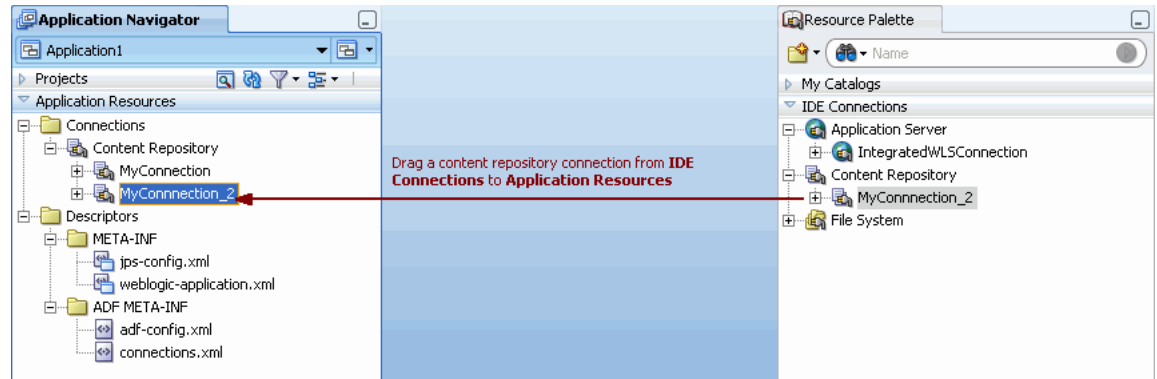 Application Navigator
Application1
Projects
Application Resources
Connections
Content Repository
MyConnection
MyConnnection_2
Descriptors
META-INF
jps-config.xml
weblogic-application.xml
ADF META-INF
adf-config.xml
connections.xml
Drag a content repository connection from IDE
Connections to Application Resources
Resource Palette
Name
My Catalogs
IDE Connections
Application Server
IntegratedWLSConnection
Content Repository
MyConnnection_2
File System